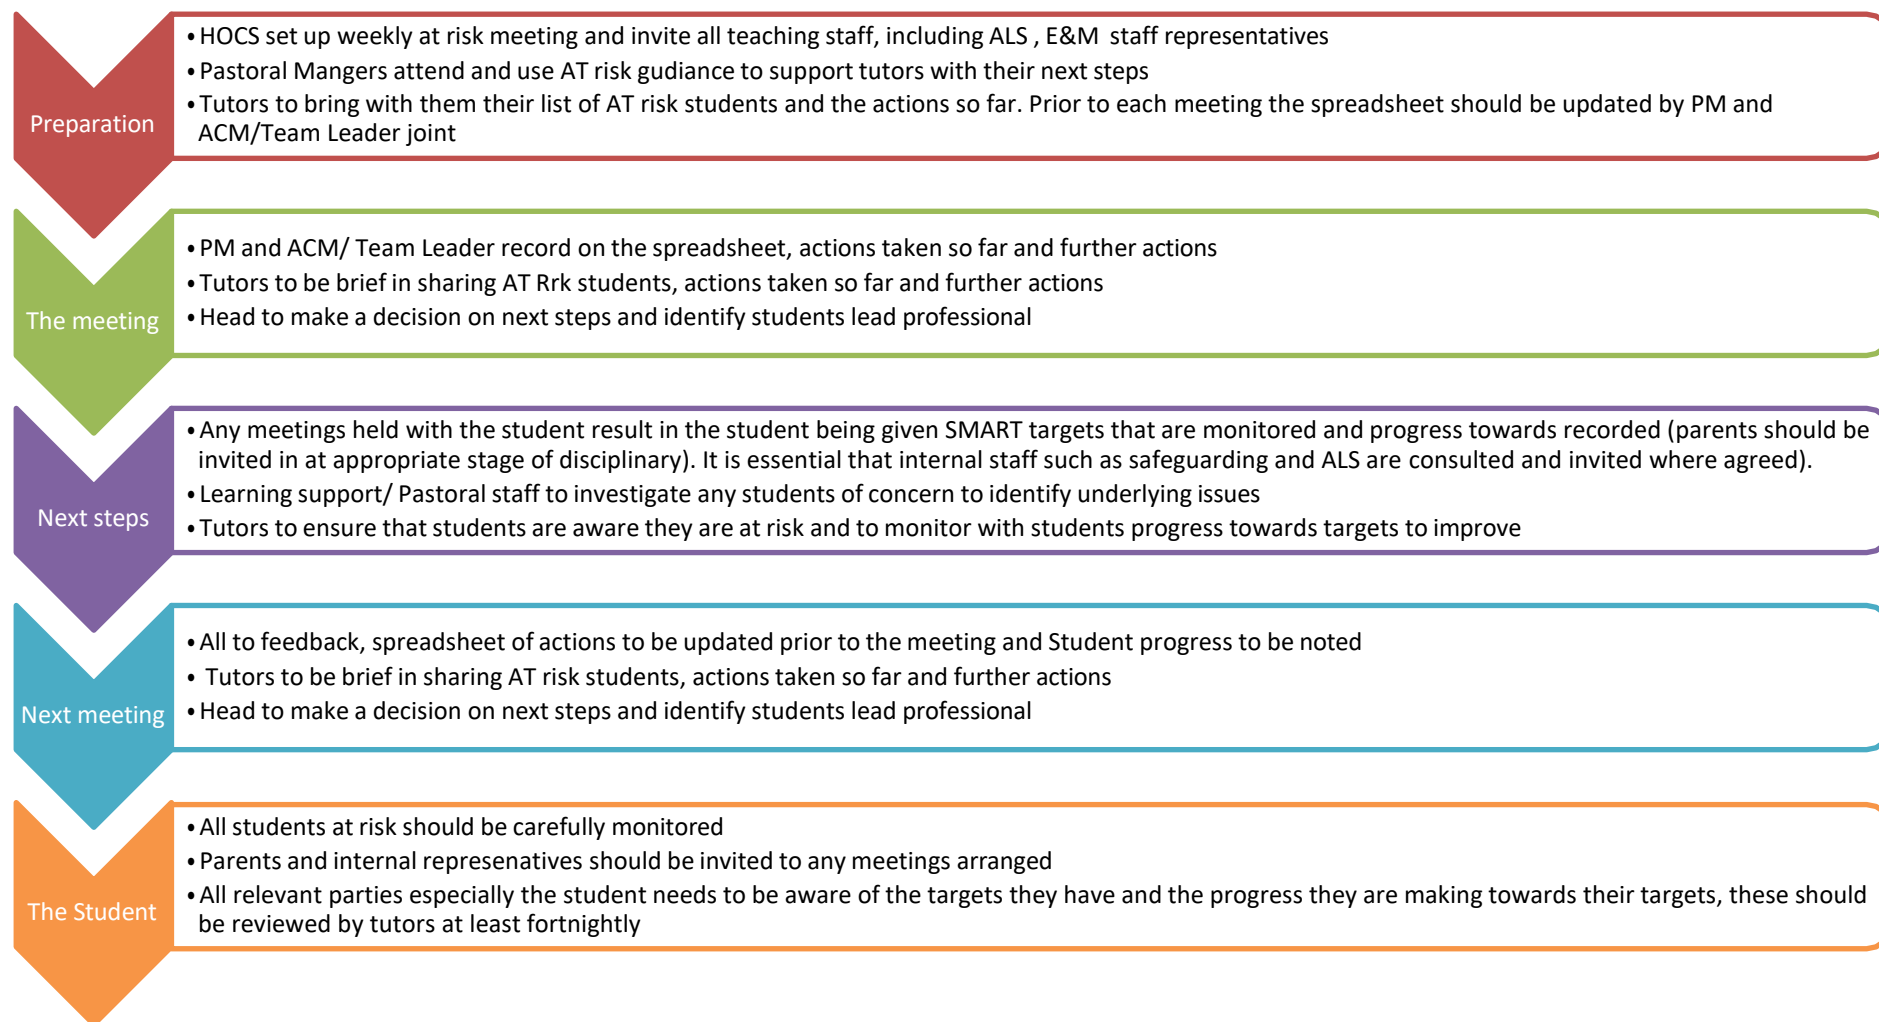 Preparation
• HOCS set up weekly at risk meeting and invite all teaching staff, including ALS , E&M staff representatives
• Pastoral Mangers attend and use AT risk gudiance to support tutors with their next steps
• Tutors to bring with them their list of AT risk students and the actions so far. Prior to each meeting the spreadsheet should be updated by PM and
ACM/Team Leader joint
The meeting
• PM and ACM/ Team Leader record on the spreadsheet, actions taken so far and further actions
• Tutors to be brief in sharing AT Rrk students, actions taken so far and further actions
• Head to make a decision on next steps and identify students lead professional
Next steps
• Any meetings held with the student result in the student being given SMART targets that are monitored and progress towards recorded (parents should be
invited in at appropriate stage of disciplinary). It is essential that internal staff such as safeguarding and ALS are consulted and invited where agreed).
• Learning support/ Pastoral staff to investigate any students of concern to identify underlying issues
• Tutors to ensure that students are aware they are at risk and to monitor with students progress towards targets to improve
Next meeting
• All to feedback, spreadsheet of actions to be updated prior to the meeting and Student progress to be noted
• Tutors to be brief in sharing AT risk students, actions taken so far and further actions
• Head to make a decision on next steps and identify students lead professional
The Student
• All students at risk should be carefully monitored
• Parents and internal represenatives should be invited to any meetings arranged
• All relevant parties especially the student needs to be aware of the targets they have and the progress they are making towards their targets, these should
be reviewed by tutors at least fortnightly